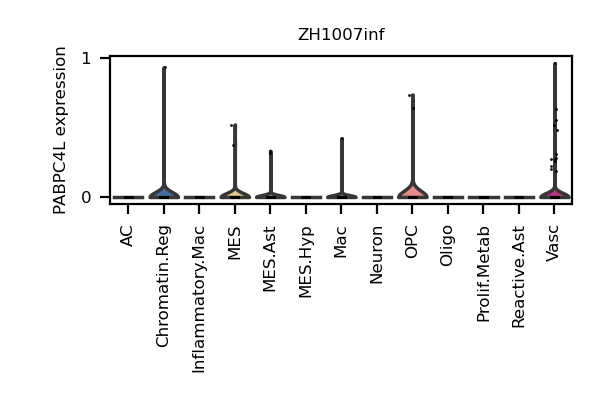 ZH1007inf
PABPC4L expression
1
0
AC
Chromatin.Reg
Inflammatory.Mac
MES
MES.Ast
MES.Hyp
Mac
Neuron
OPC
Oligo
Prolif.Metab
Reactive.Ast
Vasc